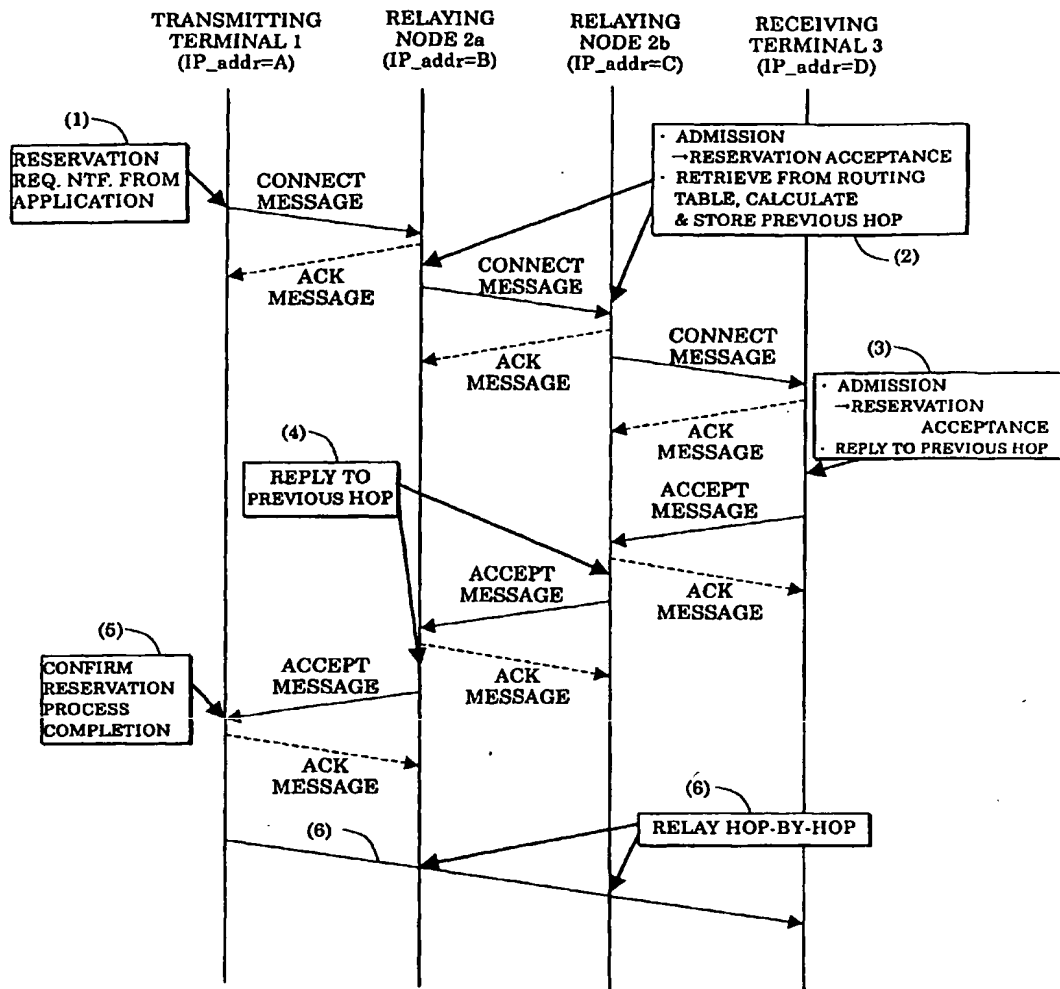 TRANSMITTING
TERMINAL 1
(IP_addr=A)
RELAYING
NODE 2a
(IP_addr=B)
RELAYING
NODE 2b
(IP_addr=C)
RECEIVING
TERMINAL 3
(IP_addr=D)
(1)
RESERVATION
REQ. NTF. FROM
APPLICATION
CONNECT
MESSAGE
· ADMISSION
→RESERVATION ACCEPTANCE
· RETRIEVE FROM ROUTING
TABLE, CALCULATE
& STORE PREVIOUS HOP
(2)
ACK
MESSAGE
CONNECT
MESSAGE
ACK
MESSAGE
CONNECT
MESSAGE
(3)
· ADMISSION
→RESERVATION
ACCEPTANCE
· REPLY TO PREVIOUS HOP
ACK
MESSAGE
(4)
REPLY TO
PREVIOUS HOP
ACCEPT
MESSAGE
ACK
MESSAGE
ACCEPT
MESSAGE
ACK
MESSAGE
(5)
CONFIRM
RESERVATION
PROCESS
COMPLETION
ACCEPT
MESSAGE
ACK
MESSAGE
(6)
RELAY HOP-BY-HOP
(6)